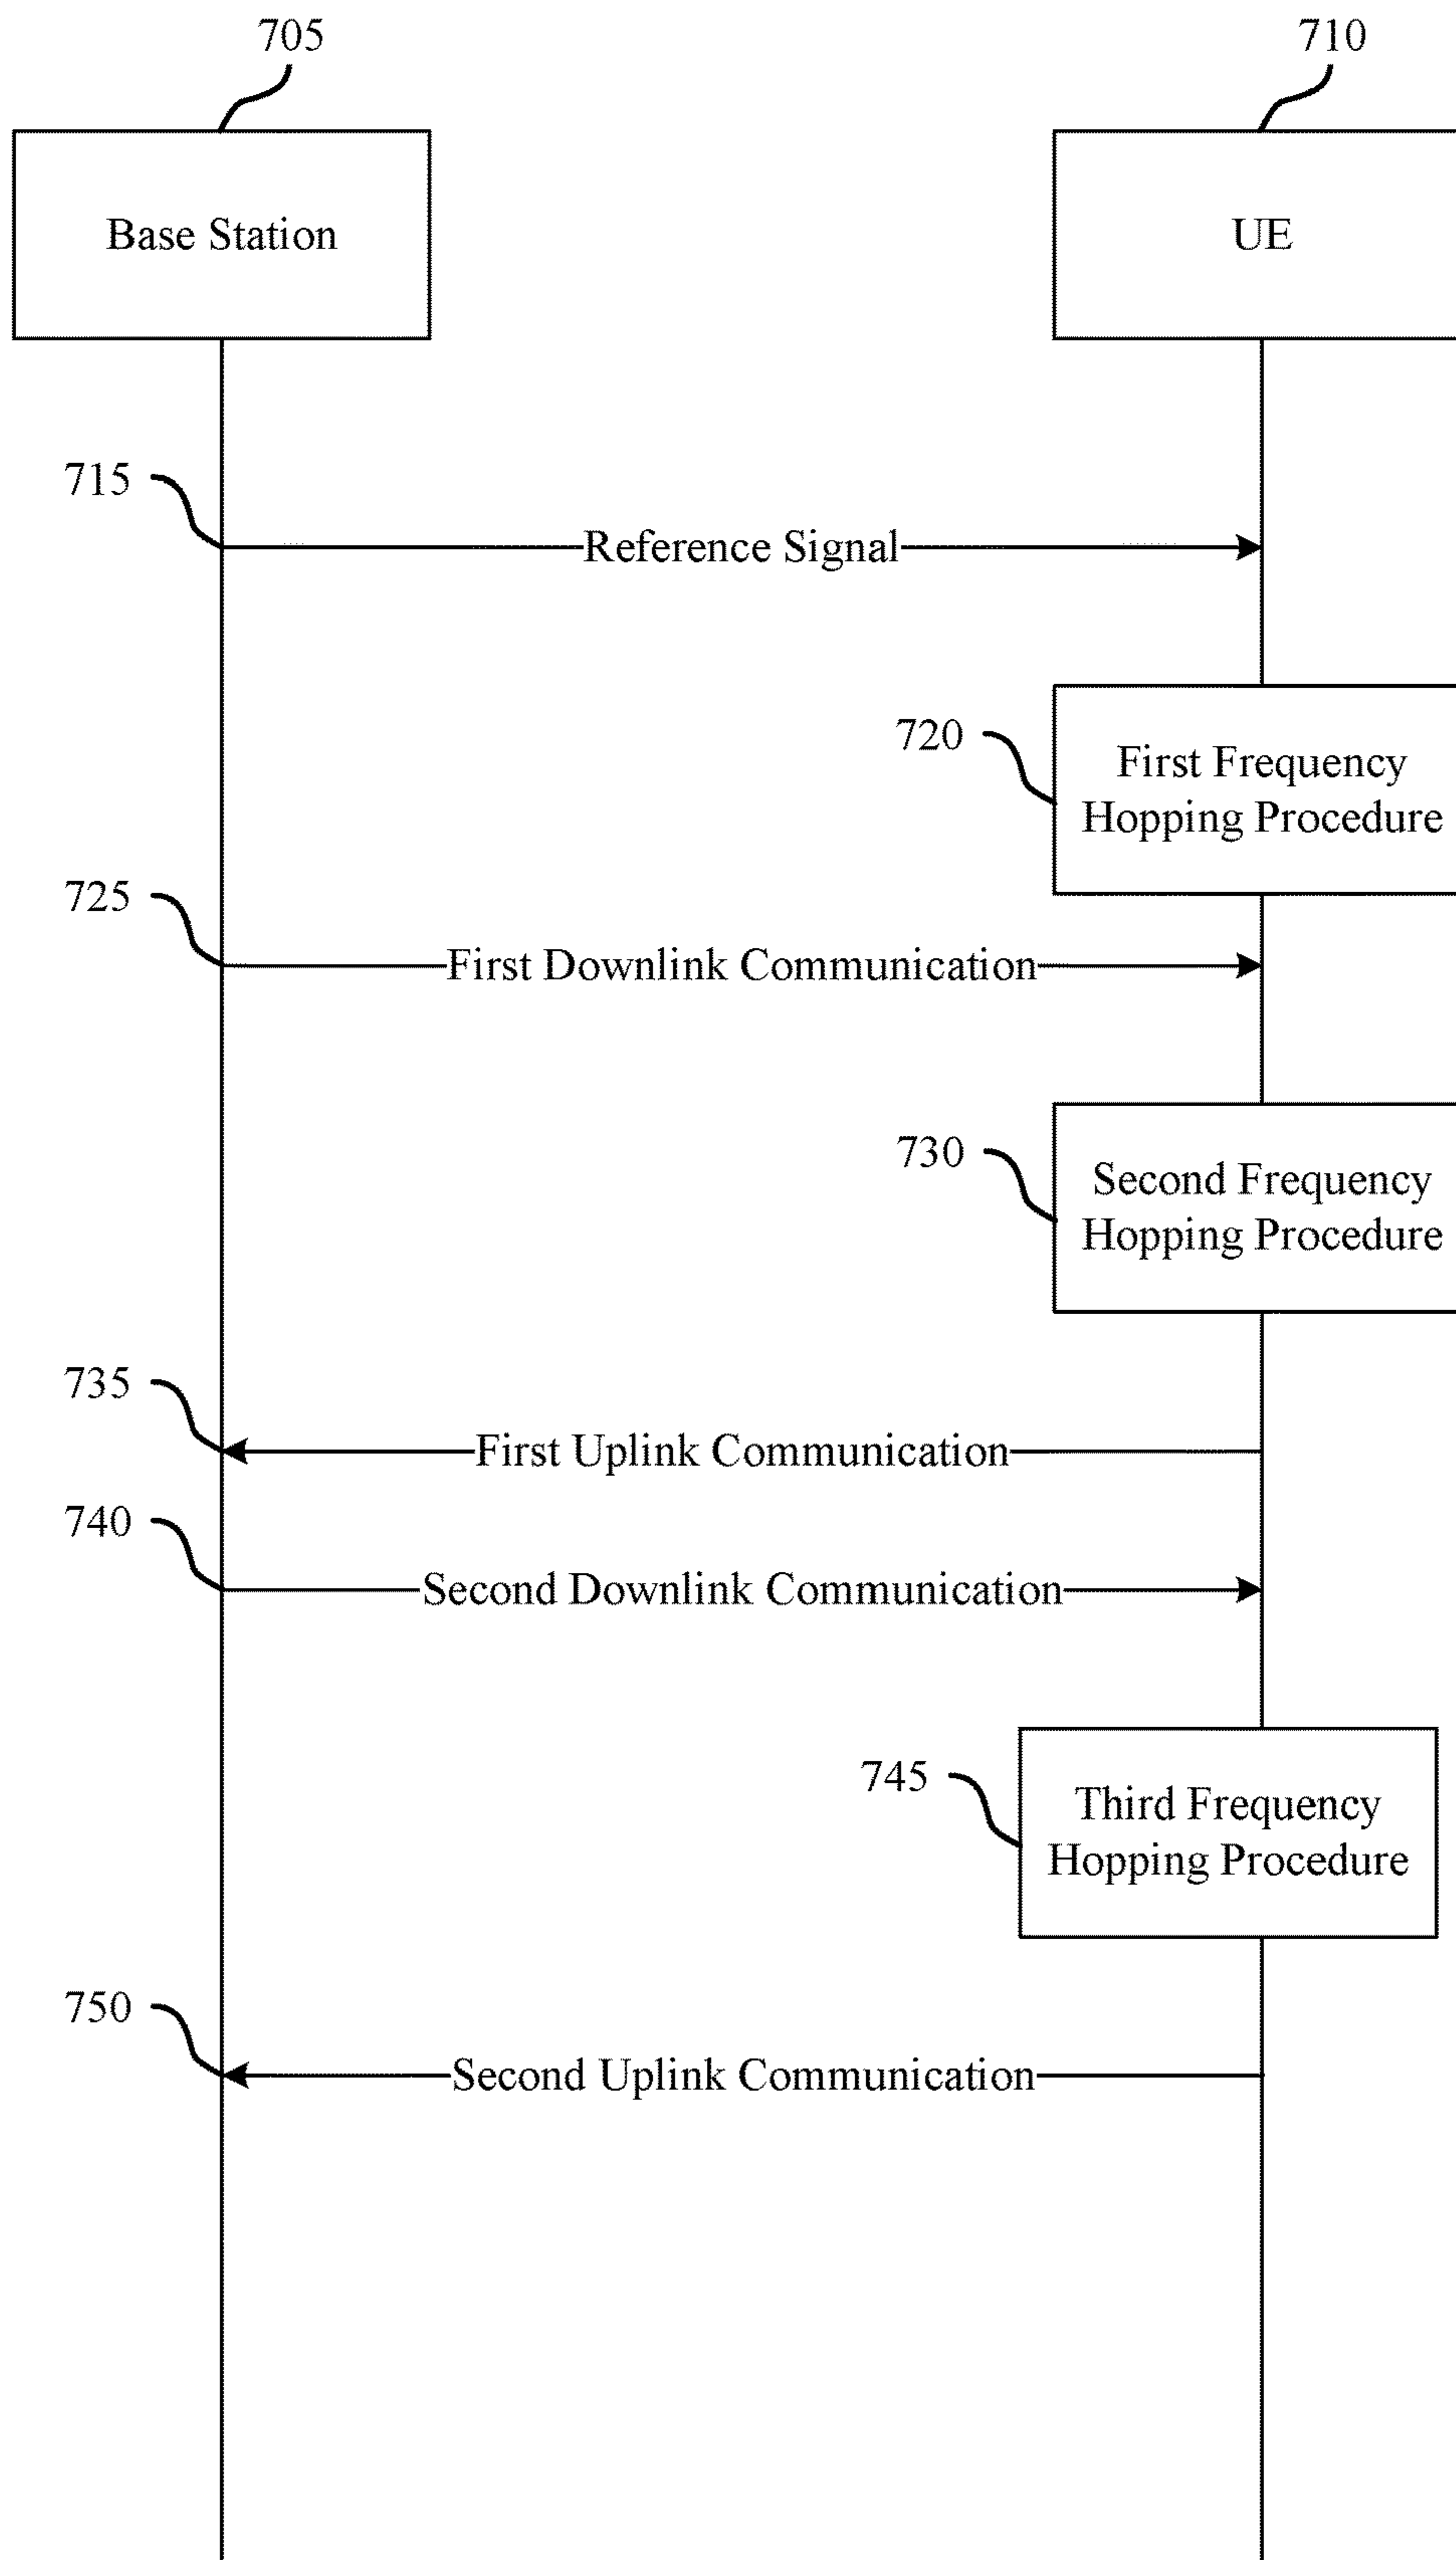 705
710
Base Station
UE
715
Reference Signal
720
First Frequency
Hopping Procedure
725
First Downlink Communication
730
Second Frequency
Hopping Procedure
735
First Uplink Communication
740
Second Downlink Communication
745
Third Frequency
Hopping Procedure
750
Second Uplink Communication